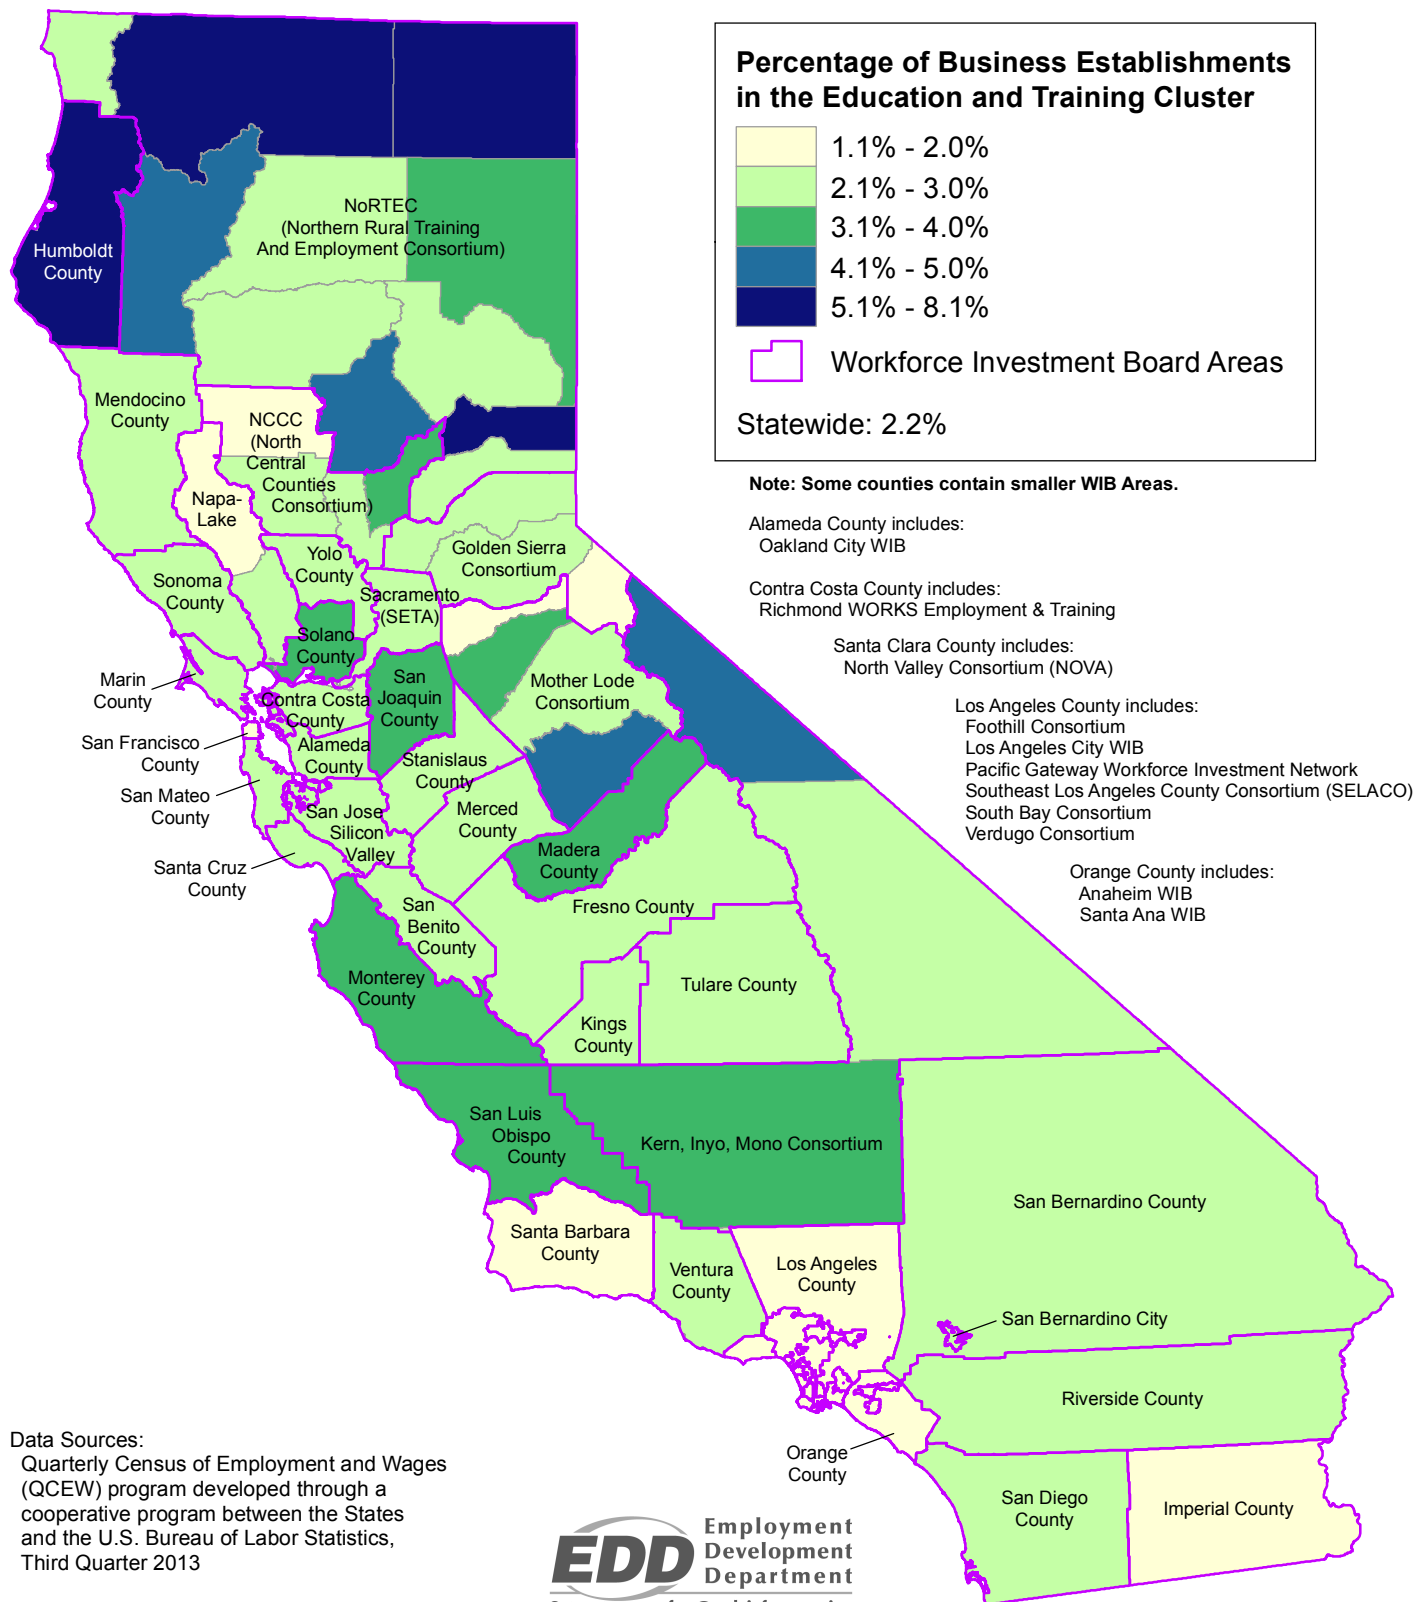 Percentage of Business Establishments
in the Education and Training Cluster
1.1% - 2.0%
2.1% - 3.0%
3.1% - 4.0%
4.1% - 5.0%
5.1% - 8.1%
Workforce Investment Board Areas
Statewide: 2.2%
Note: Some counties contain smaller WIB Areas.
Alameda County includes:
Oakland City WIB
Contra Costa County includes:
Richmond WORKS Employment & Training
Santa Clara County includes:
North Valley Consortium (NOVA)
Los Angeles County includes:
Foothill Consortium
Los Angeles City WIB
Pacific Gateway Workforce Investment Network
Southeast Los Angeles County Consortium (SELACO)
South Bay Consortium
Verdugo Consortium
Orange County includes:
Anaheim WIB
Santa Ana WIB
NoRTEC
(Northern Rural Training
And Employment Consortium)
Humboldt
County
Mendocino
County
NCCC
(North
Central
Counties
Consortium)
Napa-
Lake
Yolo
County
Golden Sierra
Consortium
Sonoma
County
Sacramento
(SETA)
Solano
County
Marin
County
Contra Costa
County
San
Joaquin
County
Mother Lode
Consortium
San Francisco
County
Alameda
County
Stanislaus
County
San Mateo
County
San Jose
Silicon
Valley
Merced
County
Santa Cruz
County
Madera
County
San
Benito
County
Fresno County
Monterey
County
Tulare County
Kings
County
San Luis
Obispo
County
Kern, Inyo, Mono Consortium
San Bernardino County
Santa Barbara
County
Ventura
County
Los Angeles
County
San Bernardino City
Riverside County
Orange
County
San Diego
County
Imperial County
Data Sources:
Quarterly Census of Employment and Wages
(QCEW) program developed through a
cooperative program between the States
and the U.S. Bureau of Labor Statistics,
Third Quarter 2013
EDD
Employment
Development
Department